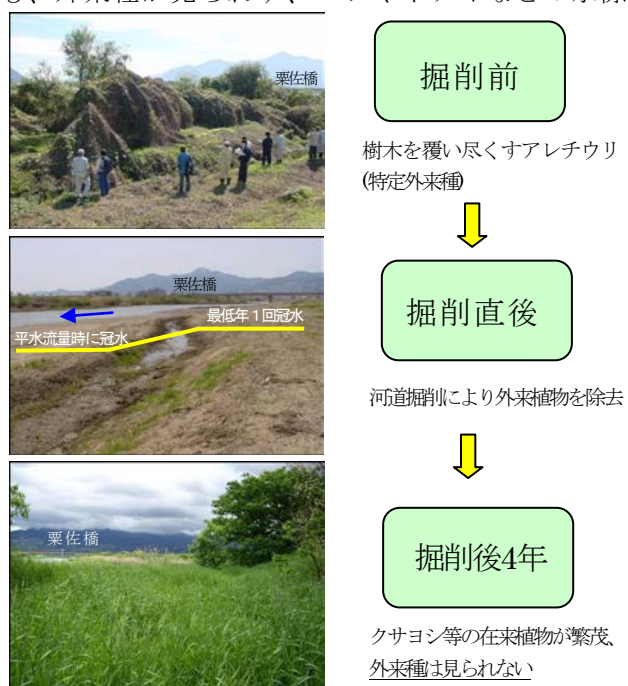 栗佐橋
掘削前
樹木を覆い尽くすアレチウリ
(特定外来種)
栗佐橋
最低年１回冠水
平水流量時に冠水
掘削直後
河道掘削により外来植物を除去
栗佐橋
掘削後4年
クサヨシ等の在来植物が繁茂、
外来種は見られない